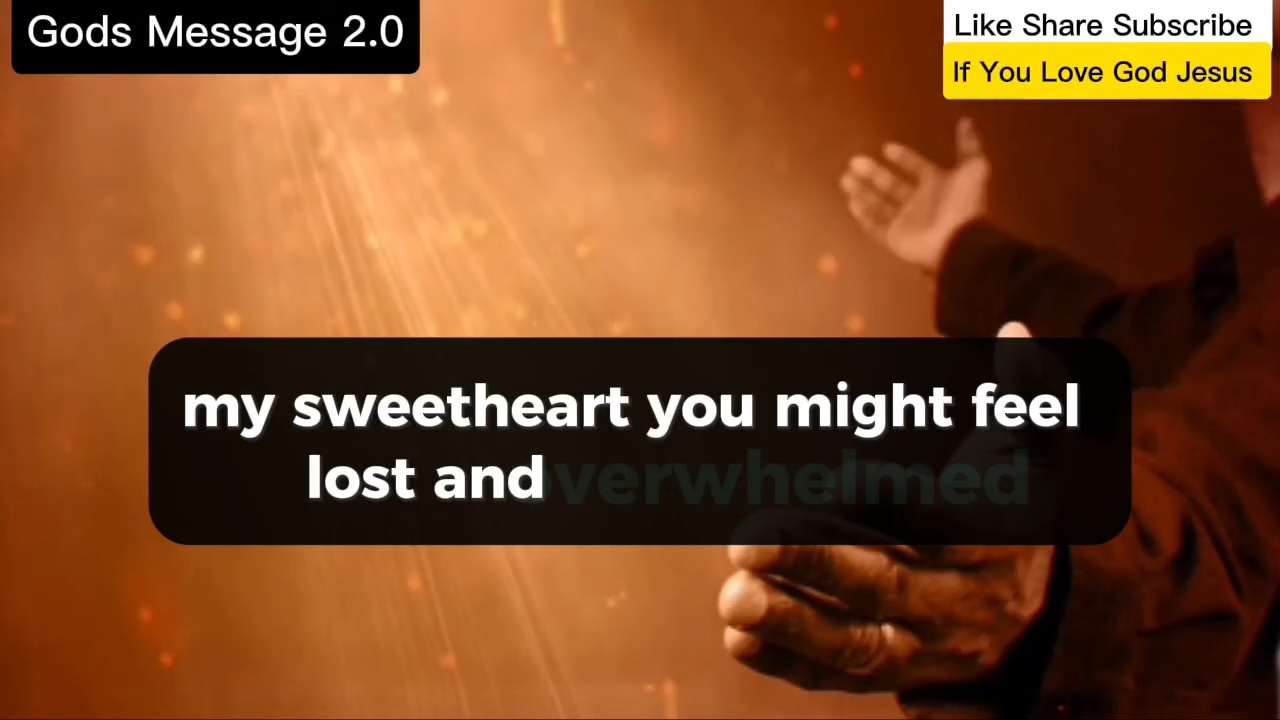 Gods Message 2.0
Like Share Subscribe
If You Love God Jesus
my sweetheart you might feel
lost and overwhelmed